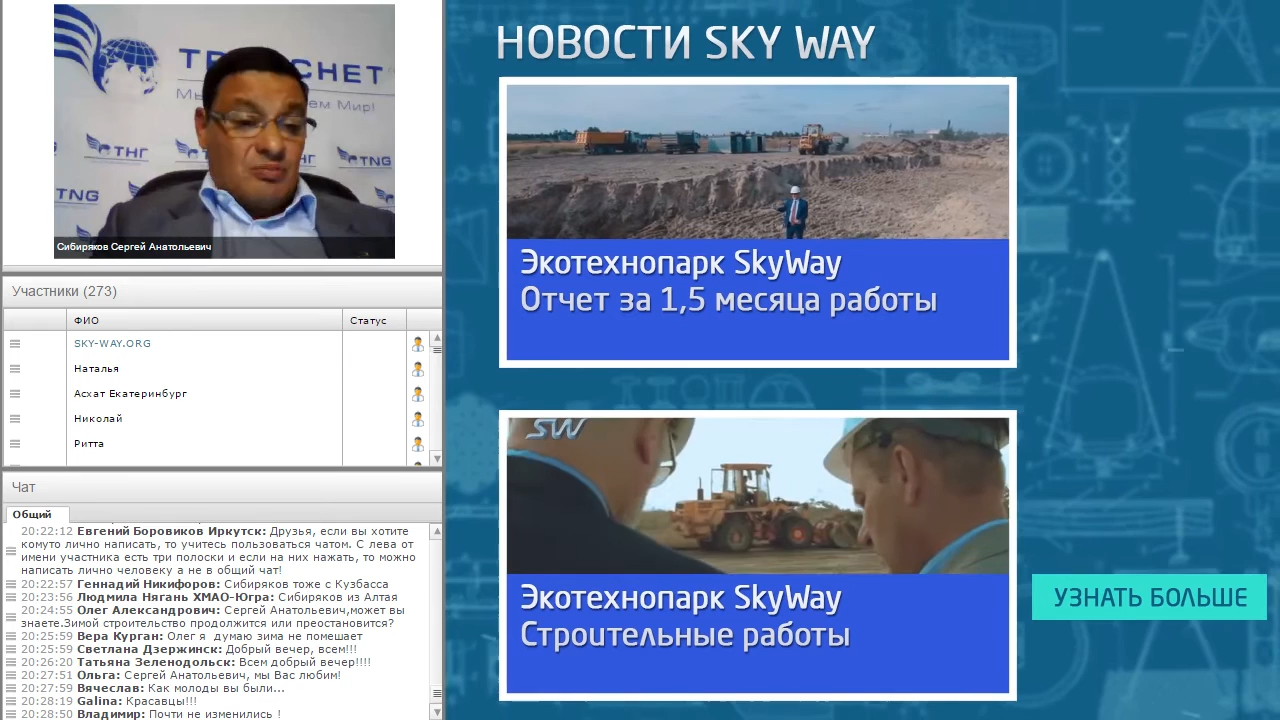 ТРАНСНЕТ
ТНГ
TNG
TNG
Сибиряков Сергей Анатольевич
Участники (273)
ФИО
Статус
SKY-WAY.ORG
Наталья
Асхат Екатеринбург
Николай
Ритта
Чат
Общий
20:22:12 Евгений Боровиков Иркутск: Друзья, если вы хотите
комуто лично написать, то учитесь пользоваться чатом. С лева от
имени участника есть три полоски и если на них нажать, то можно
написать лично человеку а не в общий чат!
20:22:57 Геннадий Никифоров: Сибиряков тоже с Кузбасса
20:23:56 Людмила Нягань ХМАО-Югра: Сибиряков из Алтая
20:24:55 Олег Александрович: Сергей Анатольевич,может вы
знаете.Зимой строительство продолжится или преостановится?
20:25:59 Вера Курган: Олег я думаю зима не помешает
20:25:59 Светлана Дзержинск: Добрый вечер, всем!!!
20:26:20 Татьяна Зеленодольск: Всем добрый вечер!!!!
20:27:51 Ольга: Сергей Анатольевич, мы Вас любим!
20:27:59 Вячеслав: Как молоды вы были...
20:28:19 Galina: Красавцы!!!
20:28:50 Владимир: Почти не изменились !
НОВОСТИ SKY WAY
Экотехнопарк SkyWay
Отчет за 1,5 месяца работы
SW
Экотехнопарк SkyWay
Строительные работы
УЗНАТЬ БОЛЬШЕ